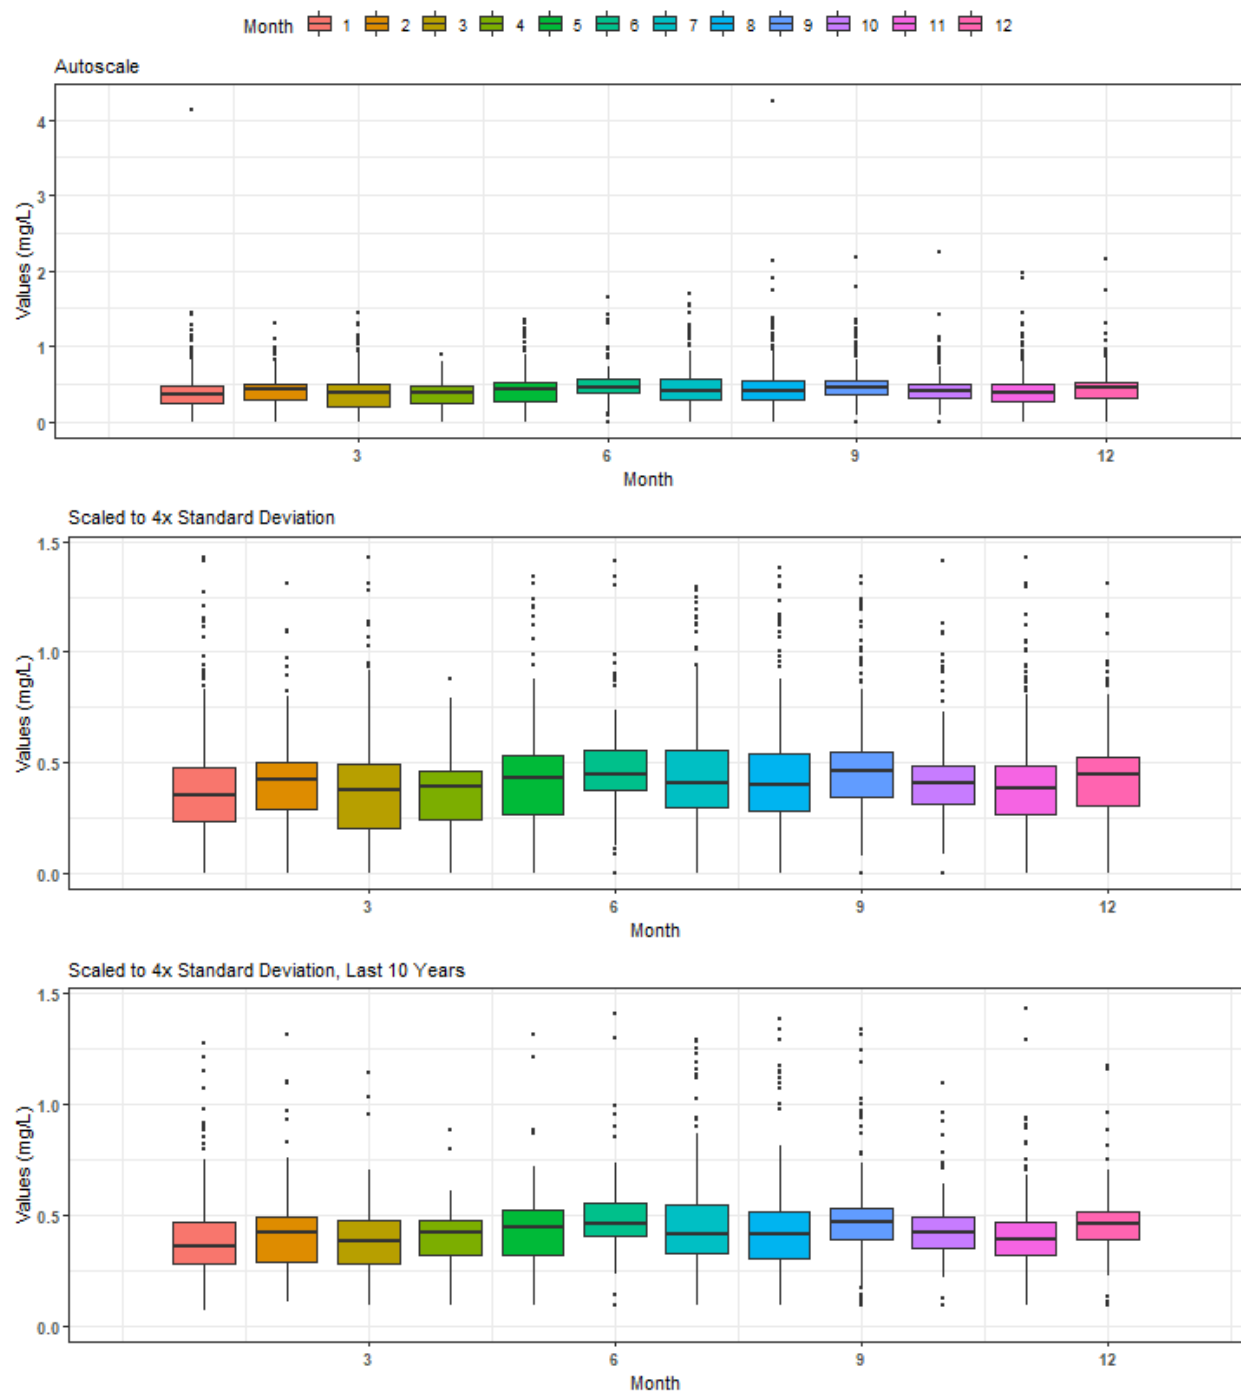 Month 1 2 3 4 5 6 7 8 9 10 11 12
Autoscale
Values (mg/L)
4
3
2
1
0
3 6 9 12
Month
Scaled to 4x Standard Deviation
Values (mg/L)
1.5
1.0
0.5
0.0
3 6 9 12
Month
Scaled to 4x Standard Deviation, Last 10 Years
Values (mg/L)
1.5
1.0
0.5
0.0
3 6 9 12
Month